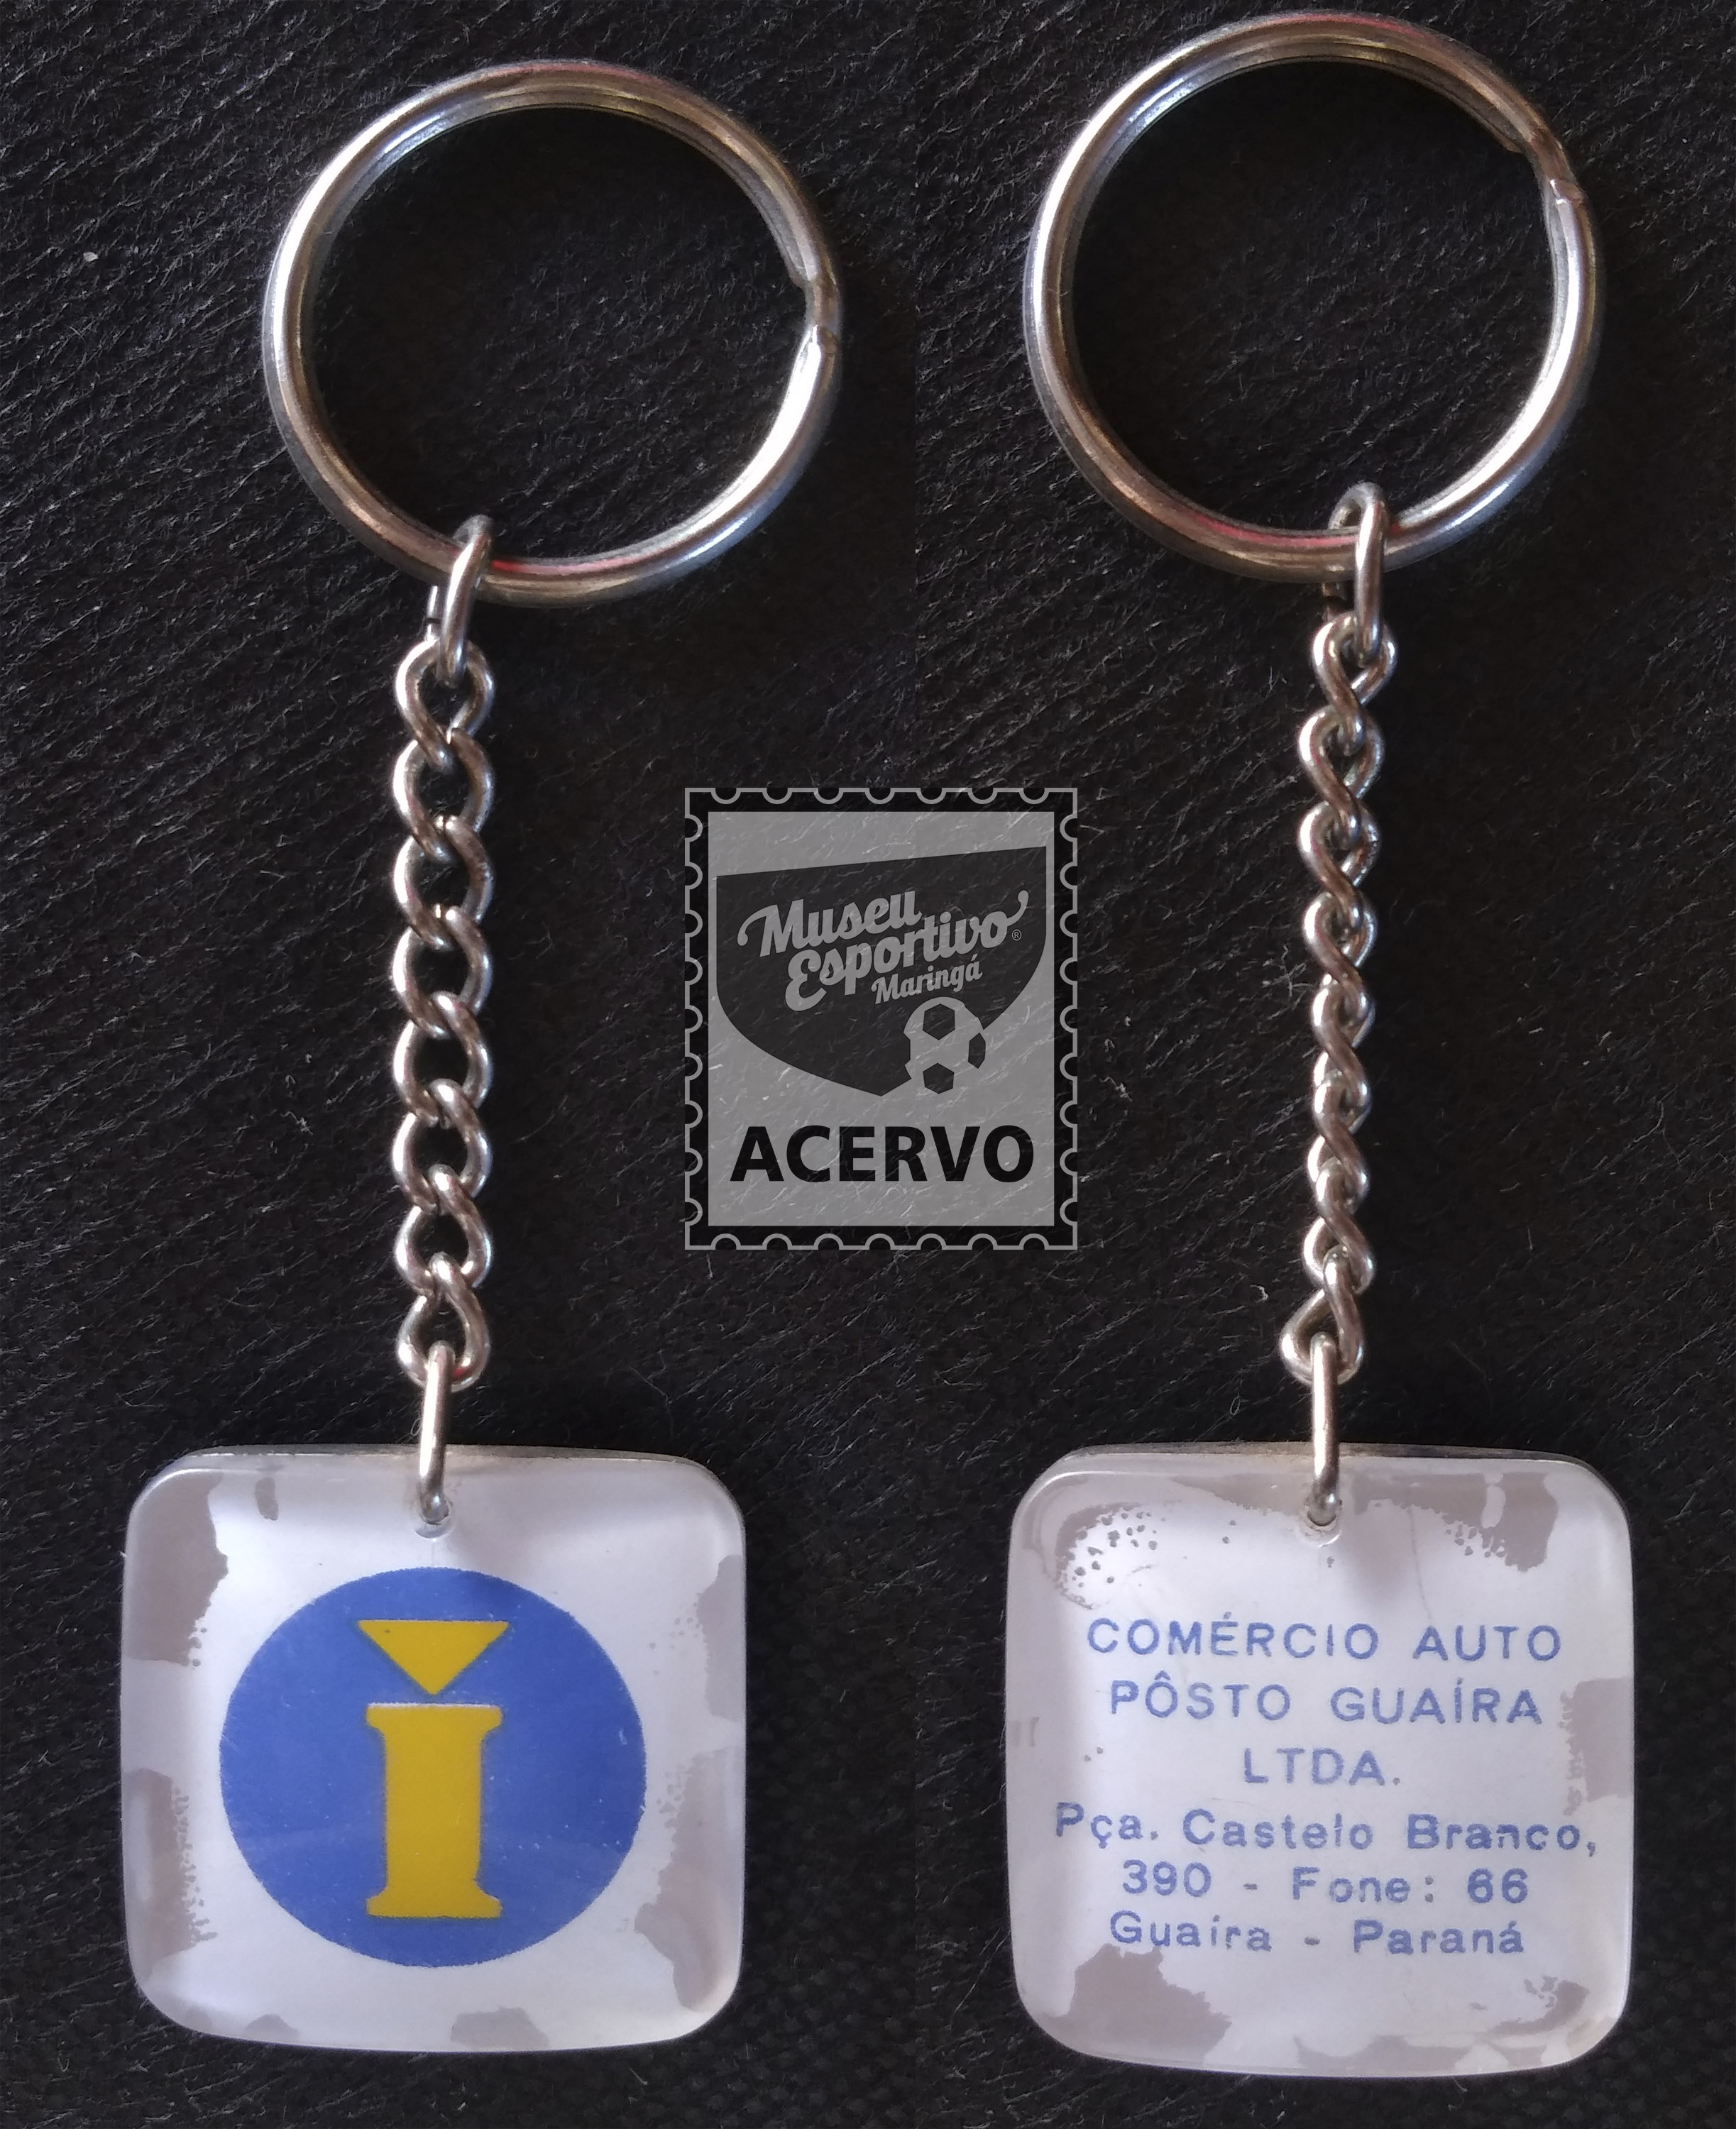 Museu
Esportivo®
Maringá
ACERVO
i
COMÉRCIO AUTO
PÔSTO GUAÍRA
LTDA.
Pça. Castelo Branco,
390 - Fone: 66
Guaíra - Paraná